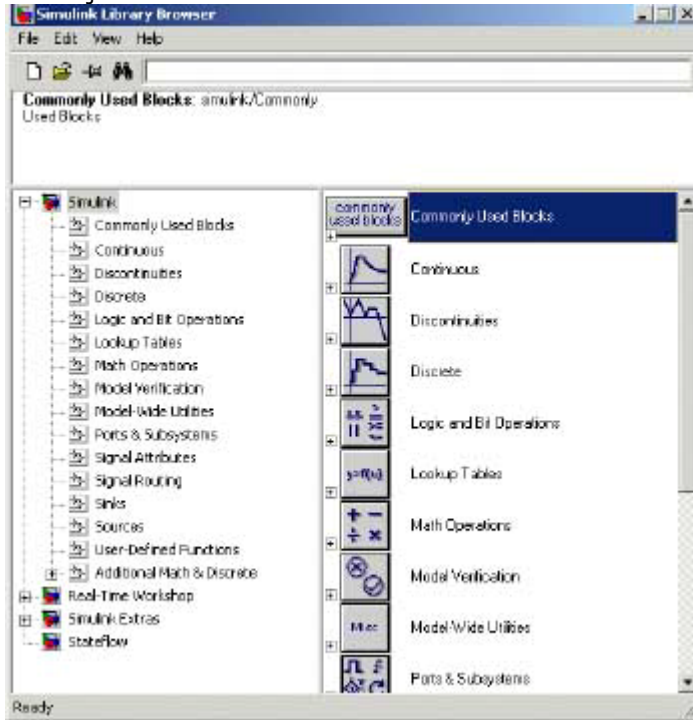 Simulink Library Browser
File Edit View Help
Commonly Used Blocks: simulink/Commonly
Used Blocks
Simulink
Commonly Used Blocks
Continuous
Discontinuities
Discrete
Logic and Bit Operations
Lookup Tables
Math Operations
Model Verification
Model-Wide Utilities
Ports & Subsystems
Signal Attributes
Signal Routing
Sinks
Sources
User-Defined Functions
Additional Math & Discrete
Real-Time Workshop
Simulink Extras
Stateflow
commonly
used blocks
Commonly Used Blocks
Continuous
Discontinuities
Discrete
Logic and Bit Operations
y=f(u)
Lookup Tables
Math Operations
Model Verification
Misc
Model-Wide Utilities
Ports & Subsystems
Ready